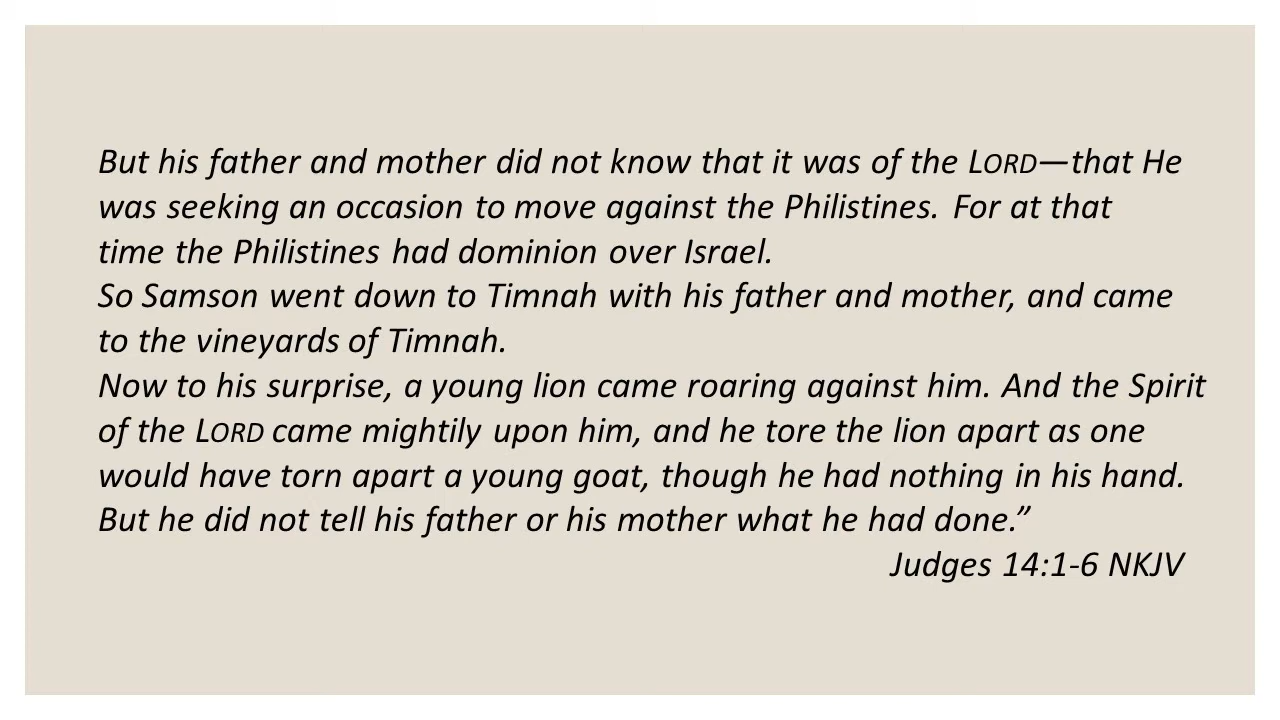 But his father and mother did not know that it was of the LORD—that He
was seeking an occasion to move against the Philistines. For at that
time the Philistines had dominion over Israel.
So Samson went down to Timnah with his father and mother, and came
to the vineyards of Timnah.
Now to his surprise, a young lion came roaring against him. And the Spirit
of the LORD came mightily upon him, and he tore the lion apart as one
would have torn apart a young goat, though he had nothing in his hand.
But he did not tell his father or his mother what he had done.”
Judges 14:1-6 NKJV